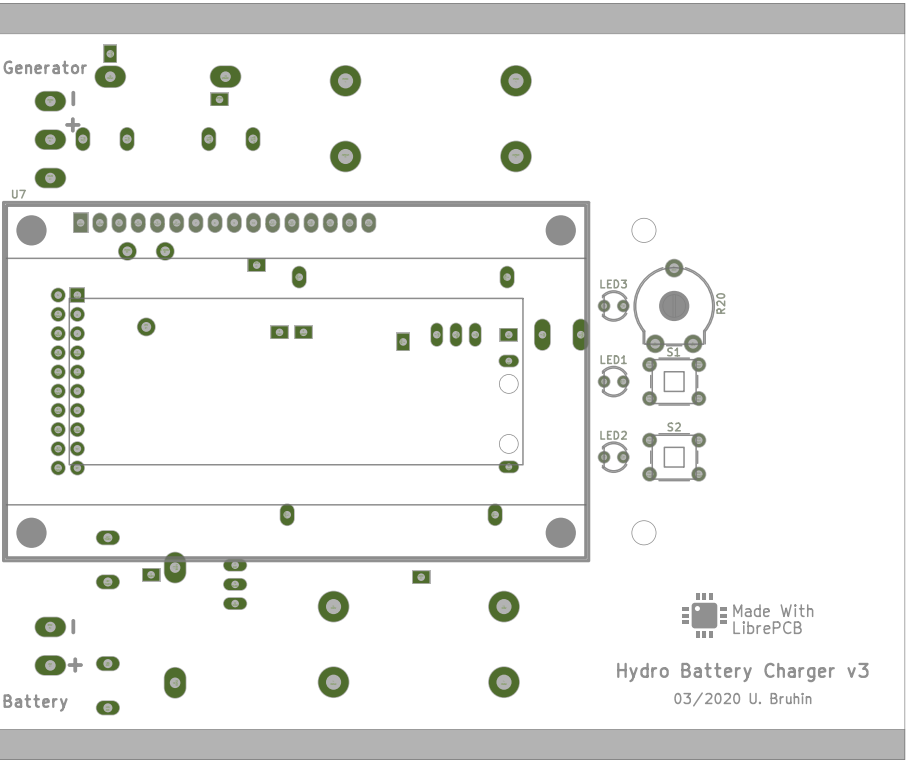 Generator
-
+
U7
LED3
R20
LED1
S1
LED2
S2
-
+
Battery
Made With
LibrePCB
Hydro Battery Charger v3
03/2020 U. Bruhin